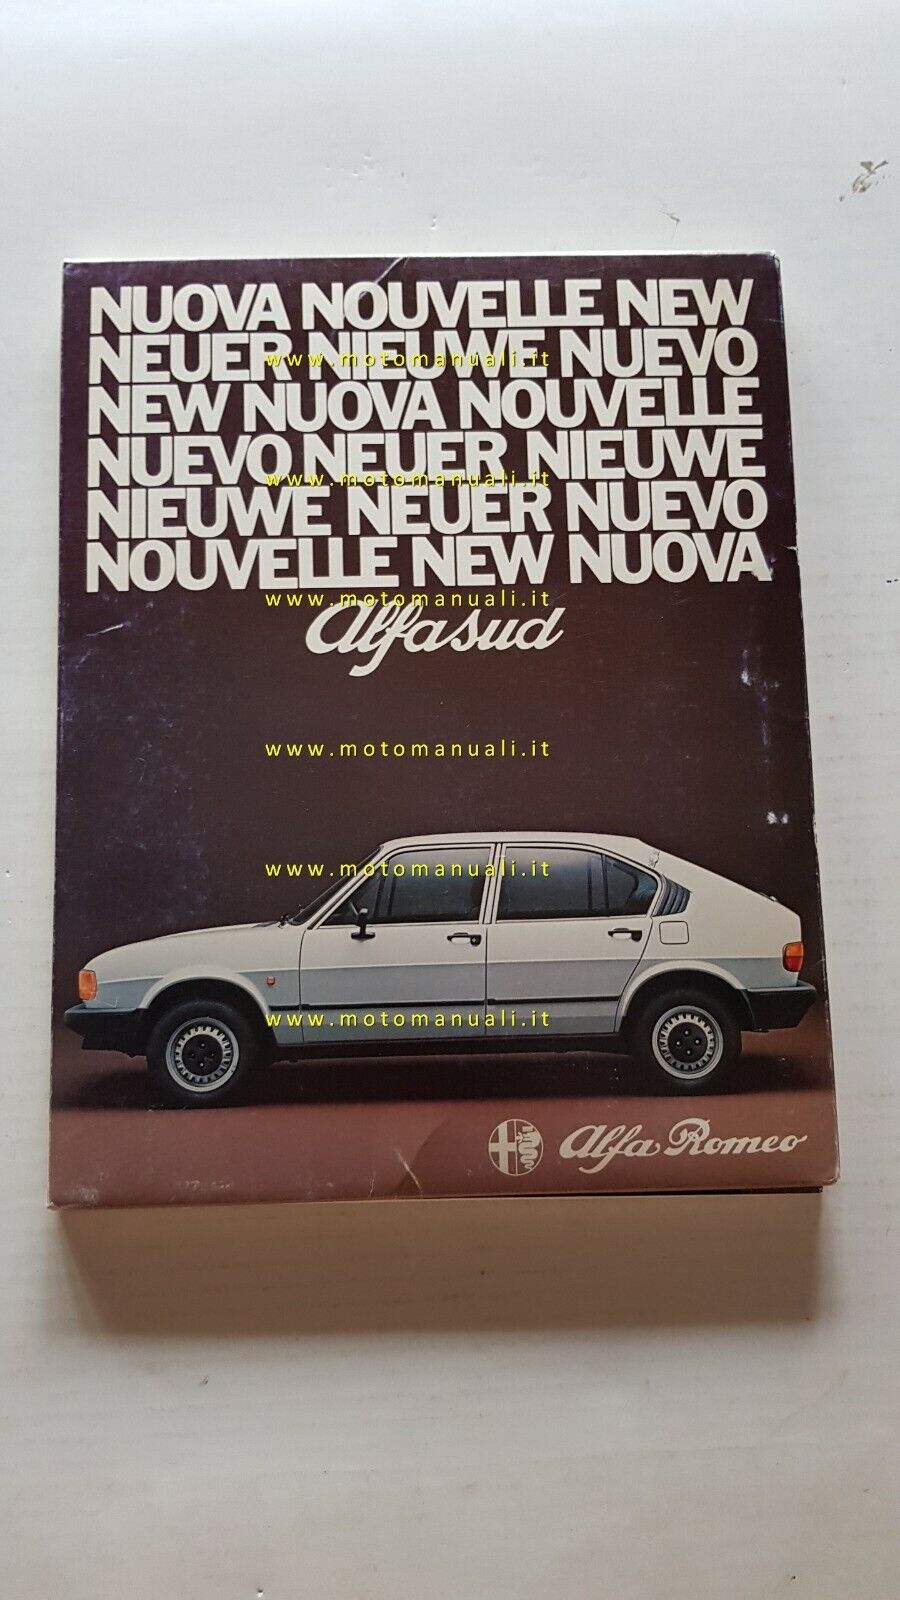 NUOVA NOUVELLE NEW
NEUER NIEUWE NUEVO
www.motomanuali.it
NEW NUOVA NOUVELLE
NUEVO NEUER NIEUWE
www.motomanuali.it
NIEUWE NEUER NUEVO
NOUVELLE NEW NUOVA
www.motomanuali.it
Alfasud
www.motomanuali.it
www.motomanuali.it
www.motomanuali.it
Alfa Romeo